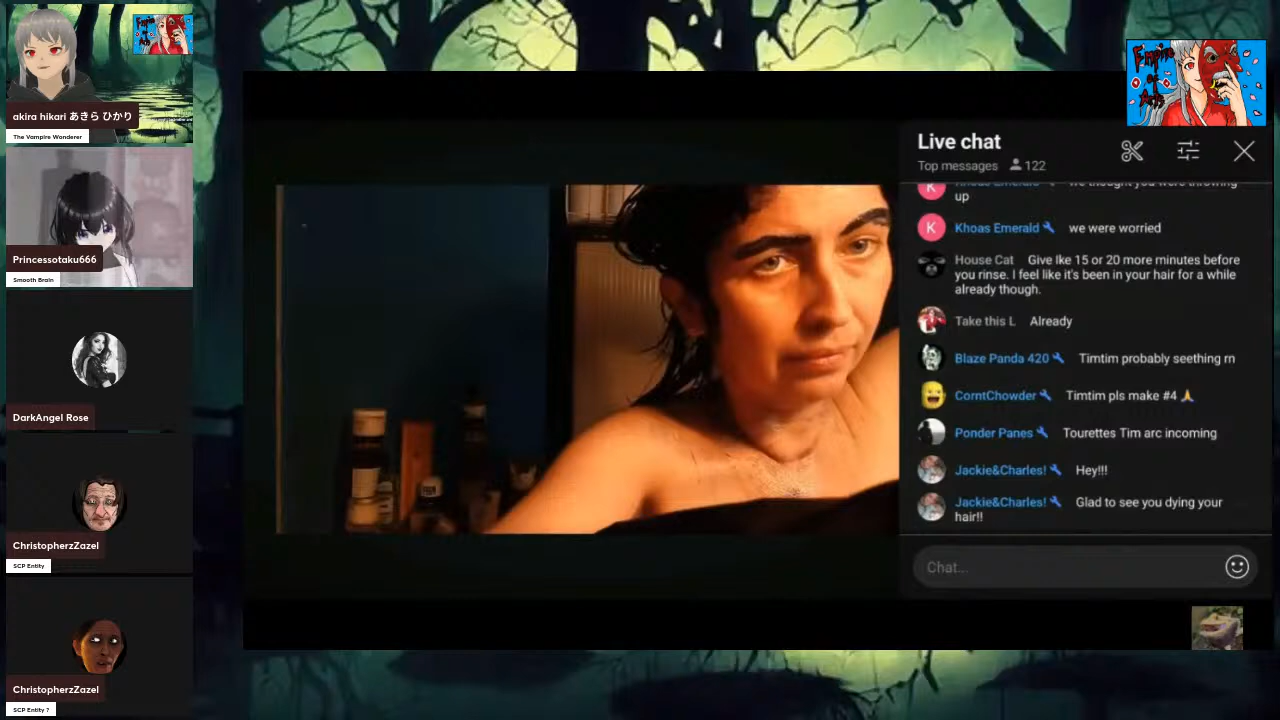 akira hikari あきら ひかり
The Vampire Wonderer
Princessotaku666
Smooth Brain
DarkAngel Rose
ChristopherzZazel
SCP Entity
ChristopherzZazel
SCP Entity ?
Empire
of
Arts
Live chat
Top messages 122
K Khoas Emerald we thought you were throwing
up
K Khoas Emerald we were worried
House Cat Give lke 15 or 20 more minutes before
you rinse. I feel like it's been in your hair for a while
already though.
Take this L Already
Blaze Panda 420 Timtim probably seething rn
CorntChowder Timtim pls make #4 🙏
Ponder Panes Tourettes Tim arc incoming
Jackie&Charles! Hey!!!
Jackie&Charles! Glad to see you dying your
hair!!
Chat...